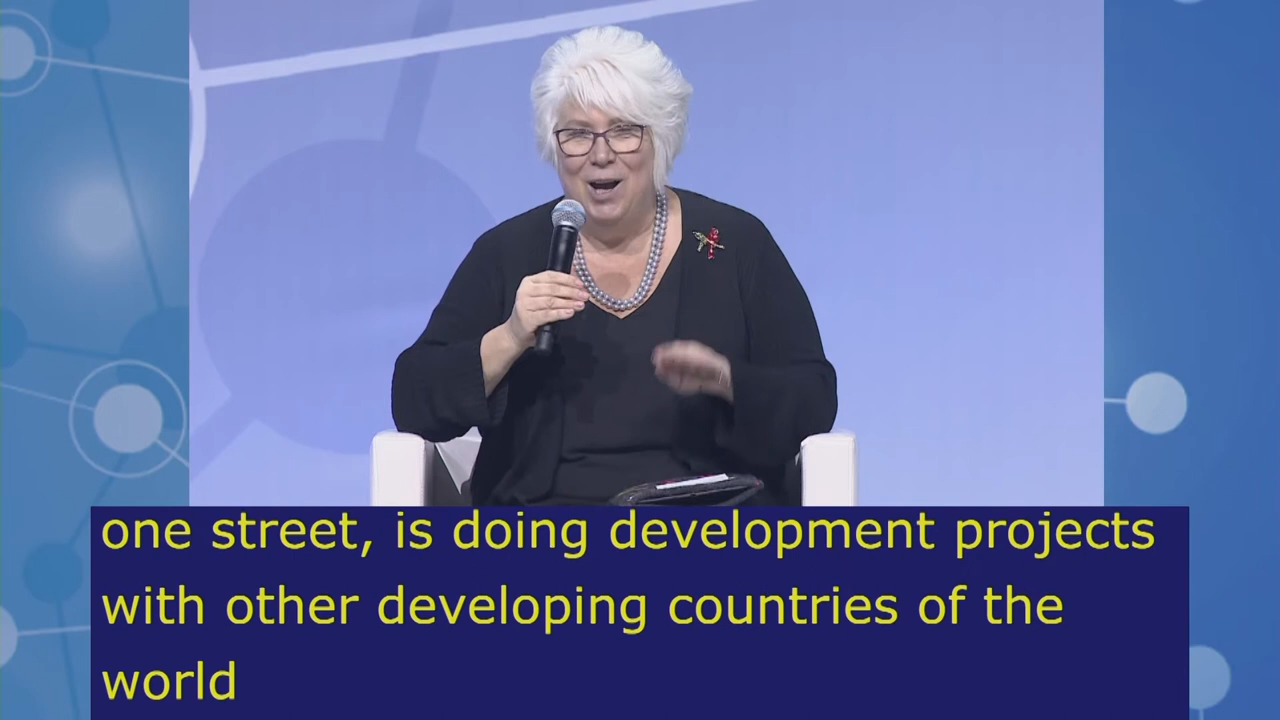 one street, is doing development projects
with other developing countries of the
world